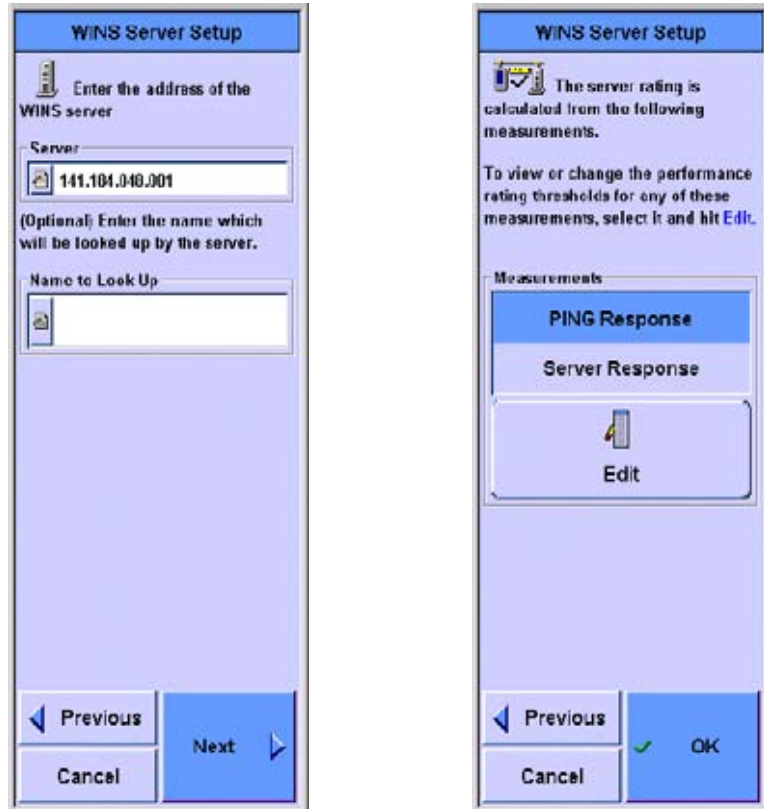 WINS Server Setup
Enter the address of the
WINS server
Server
141.184.048.001
(Optional) Enter the name which
will be looked up by the server.
Name to Look Up
Previous
Next
Cancel
WINS Server Setup
The server rating is
calculated from the following
measurements.
To view or change the performance
rating thresholds for any of these
measurements, select it and hit Edit.
Measurements
PING Response
Server Response
Edit
Previous
OK
Cancel